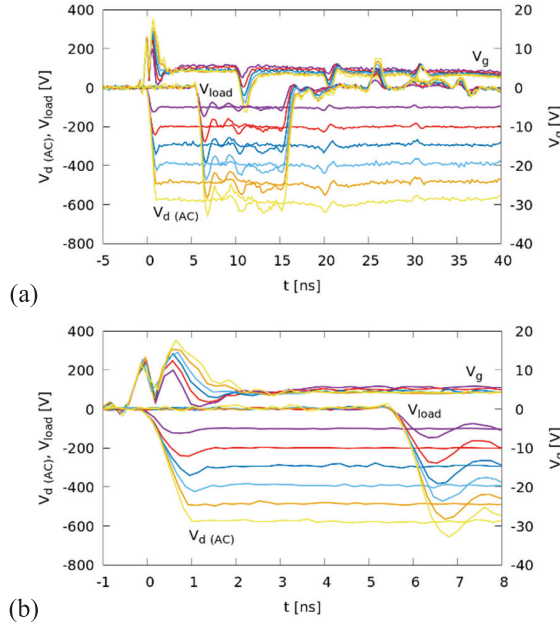 400
200
0
-200
-400
-600
-800
20
10
0
-10
-20
-30
-40
-5 0 5 10 15 20 25 30 35 40
V_d (AC), V_load [V]
V_g [V]
V_g
V_load
V_d (AC)
t [ns]
(a)
400
200
0
-200
-400
-600
-800
20
10
0
-10
-20
-30
-40
-1 0 1 2 3 4 5 6 7 8
V_d (AC), V_load [V]
V_g [V]
V_g
V_load
V_d (AC)
t [ns]
(b)